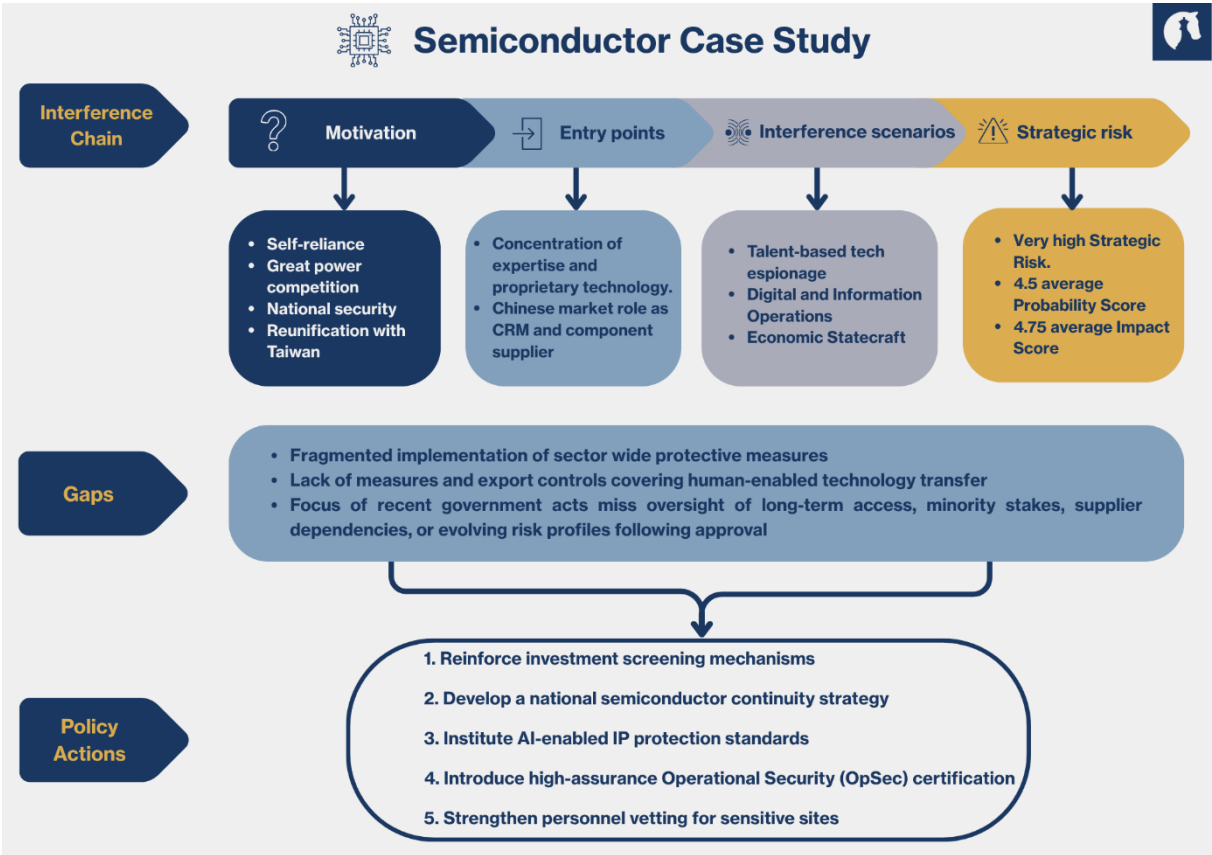 Semiconductor Case Study
Interference
Chain
Motivation
Entry points
Interference scenarios
Strategic risk
• Self-reliance
• Great power
competition
• National security
• Reunification with
Taiwan
• Concentration of
expertise and
proprietary technology.
• Chinese market role as
CRM and component
supplier
• Talent-based tech
espionage
• Digital and Information
Operations
• Economic Statecraft
• Very high Strategic
Risk.
• 4.5 average
Probability Score
• 4.75 average Impact
Score
Gaps
• Fragmented implementation of sector wide protective measures
• Lack of measures and export controls covering human-enabled technology transfer
• Focus of recent government acts miss oversight of long-term access, minority stakes, supplier
dependencies, or evolving risk profiles following approval
Policy
Actions
1. Reinforce investment screening mechanisms
2. Develop a national semiconductor continuity strategy
3. Institute AI-enabled IP protection standards
4. Introduce high-assurance Operational Security (OpSec) certification
5. Strengthen personnel vetting for sensitive sites